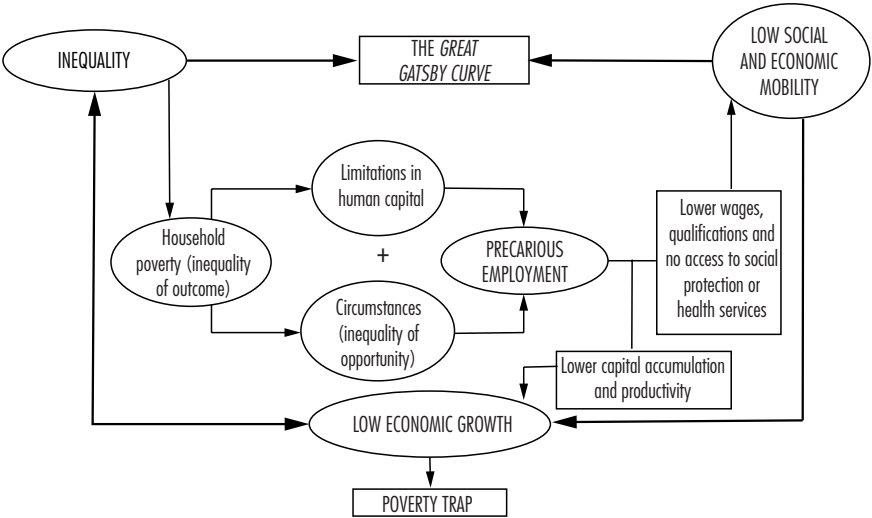 INEQUALITY
THE GREAT
GATSBY CURVE
LOW SOCIAL
AND ECONOMIC
MOBILITY
Limitations in
human capital
Household
poverty (inequality
of outcome)
+
PRECARIOUS
EMPLOYMENT
Lower wages,
qualifications and
no access to social
protection or
health services
Circumstances
(inequality of
opportunity)
Lower capital accumulation
and productivity
LOW ECONOMIC GROWTH
POVERTY TRAP